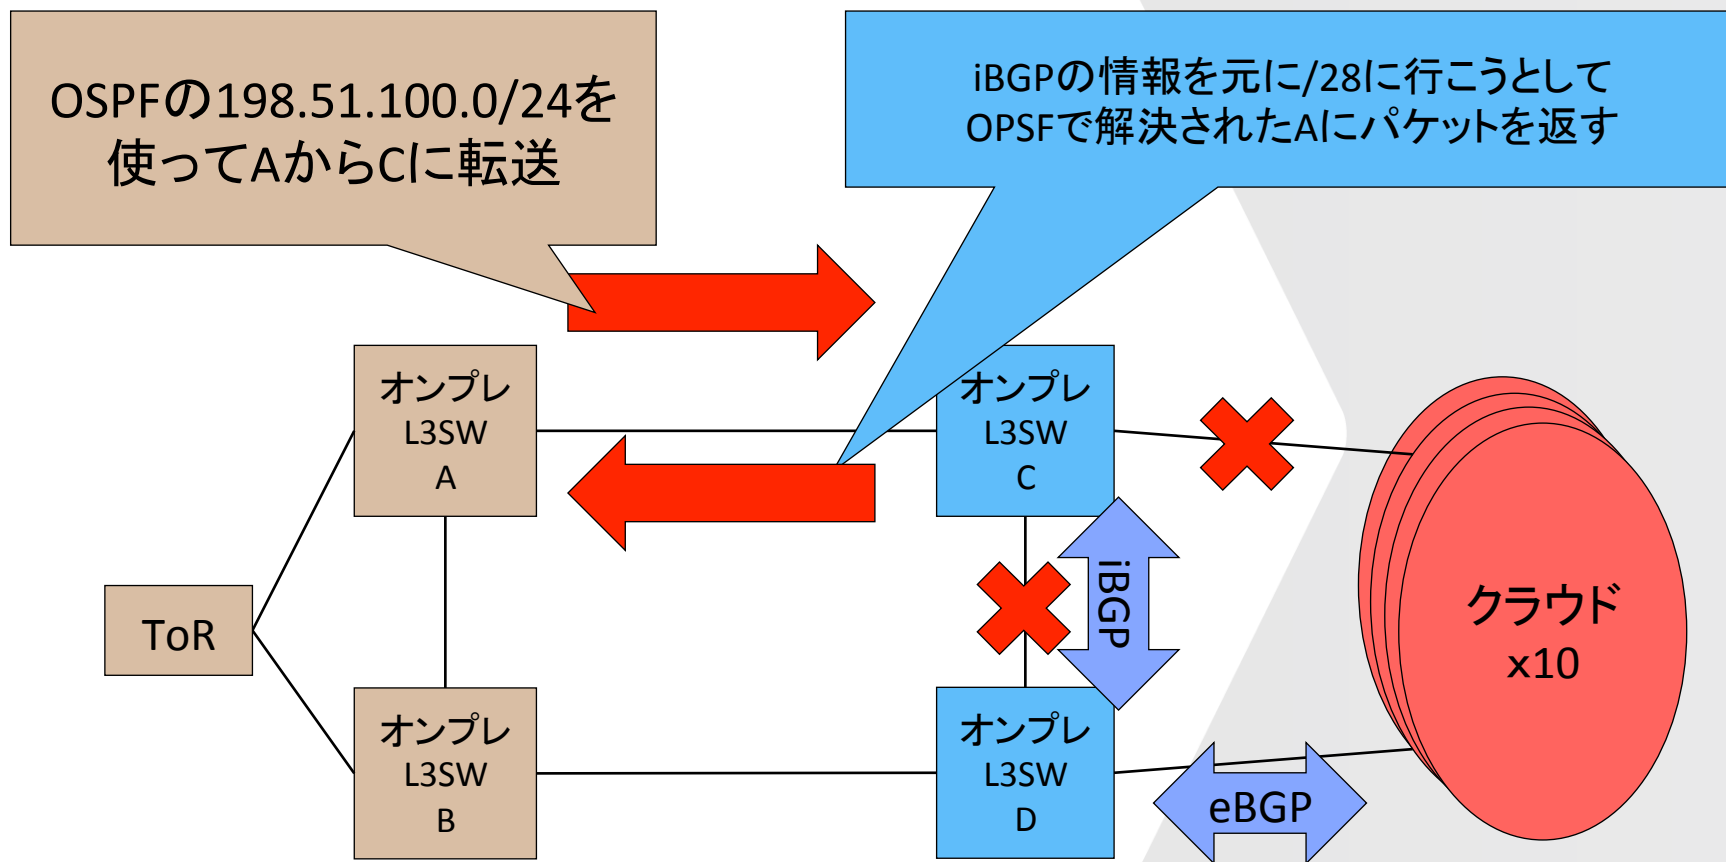 OSPFの198.51.100.0/24を
使ってAからCに転送
iBGPの情報を元に/28に行こうとして
OPSFで解決されたAにパケットを返す
オンプレ
L3SW
A
オンプレ
L3SW
C
iBGP
ToR
クラウド
x10
オンプレ
L3SW
B
オンプレ
L3SW
D
eBGP